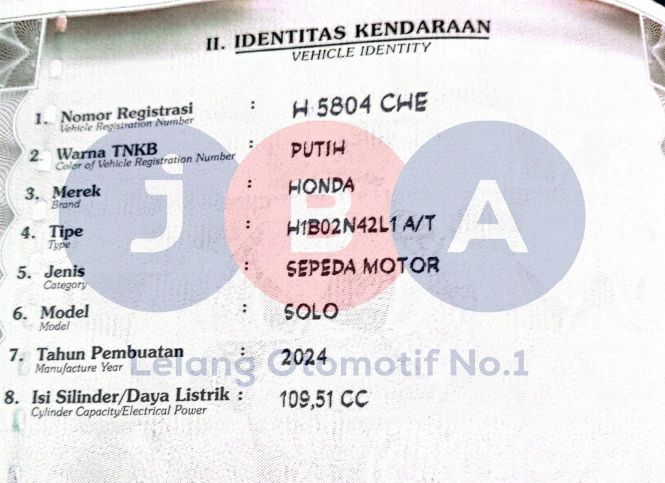 II. IDENTITAS KENDARAAN
VEHICLE IDENTITY
1. Nomor Registrasi : H 5804 CHE
Vehicle Registration Number
2. Warna TNKB : PUTIH
Color of Vehicle Registration Number
3. Merek : HONDA
Brand
4. Tipe : H1B02N42L1 A/T
Type
5. Jenis : SEPEDA MOTOR
Category
6. Model : SOLO
Model
7. Tahun Pembuatan : 2024
Manufacture Year
8. Isi Silinder/Daya Listrik : 109,51 CC
Cylinder Capacity/Electrical Power
JBA
Lelang Otomotif No.1